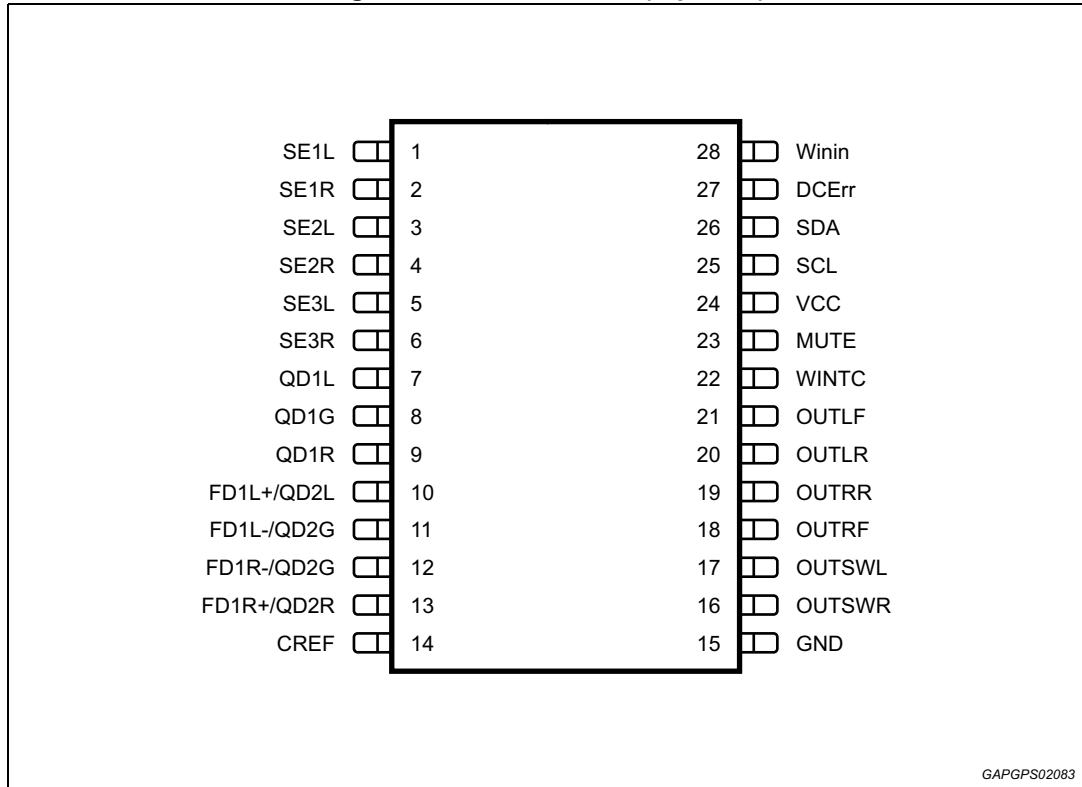 SE1L 1 28 Winin
SE1R 2 27 DCErr
SE2L 3 26 SDA
SE2R 4 25 SCL
SE3L 5 24 VCC
SE3R 6 23 MUTE
QD1L 7 22 WINTC
QD1G 8 21 OUTLF
QD1R 9 20 OUTLR
FD1L+/QD2L 10 19 OUTRR
FD1L-/QD2G 11 18 OUTRF
FD1R-/QD2G 12 17 OUTSWL
FD1R+/QD2R 13 16 OUTSWR
CREF 14 15 GND
GAPGPS02083